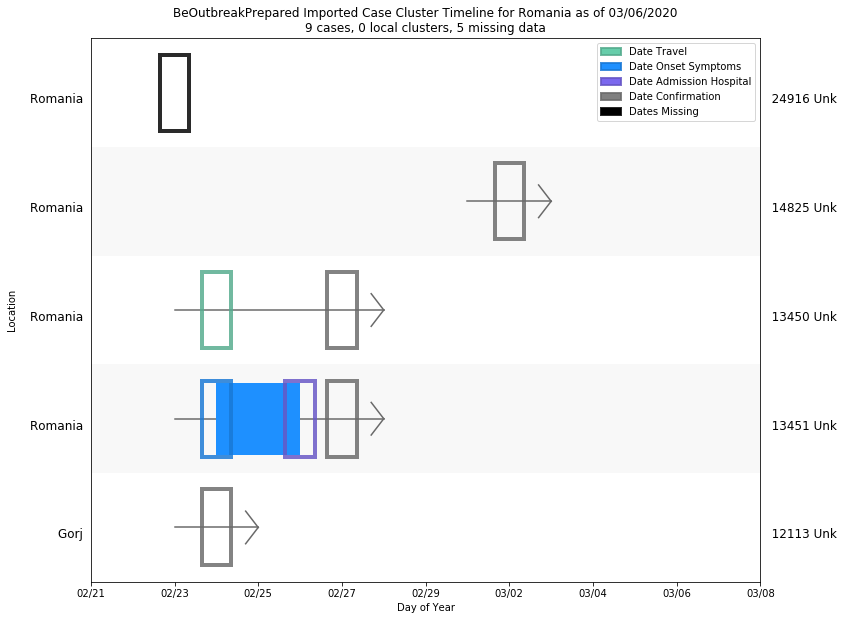 BeOutbreakPrepared Imported Case Cluster Timeline for Romania as of 03/06/2020
9 cases, 0 local clusters, 5 missing data
Date Travel
Date Onset Symptoms
Date Admission Hospital
Date Confirmation
Dates Missing
Romania
24916 Unk
Romania
14825 Unk
Location
Romania
13450 Unk
Romania
13451 Unk
Gorj
12113 Unk
02/21 02/23 02/25 02/27 02/29 03/02 03/04 03/06 03/08
Day of Year